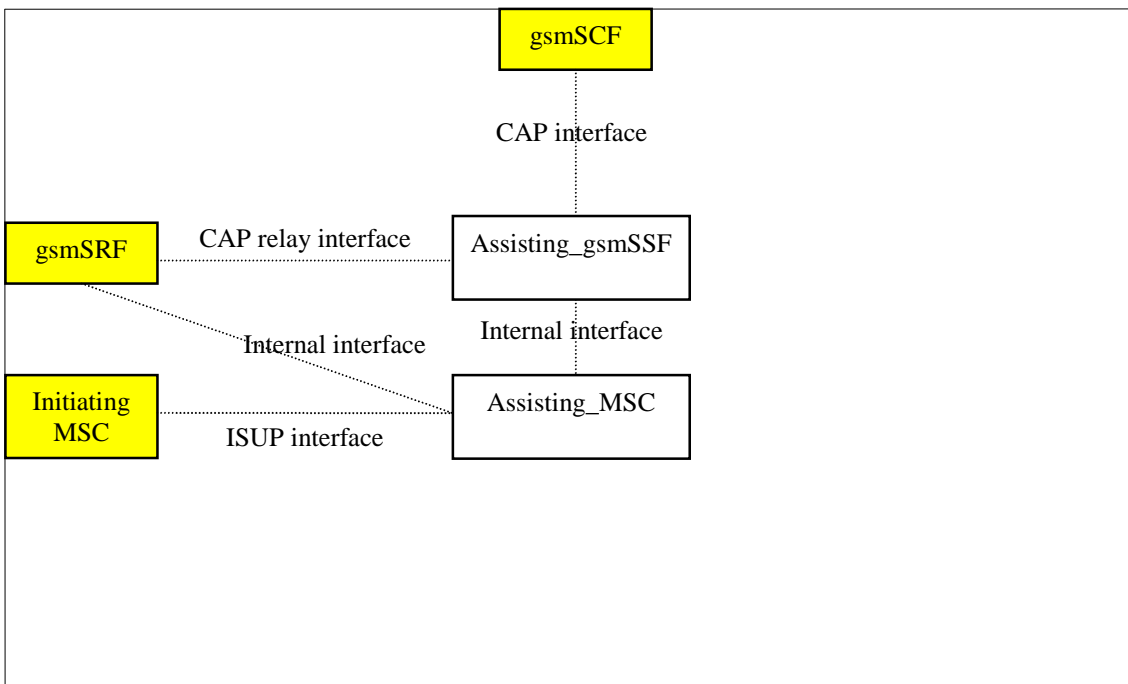 gsmSCF
CAP interface
gsmSRF
CAP relay interface
Assisting_gsmSSF
Internal interface
Internal interface
Initiating
MSC
Assisting_MSC
ISUP interface